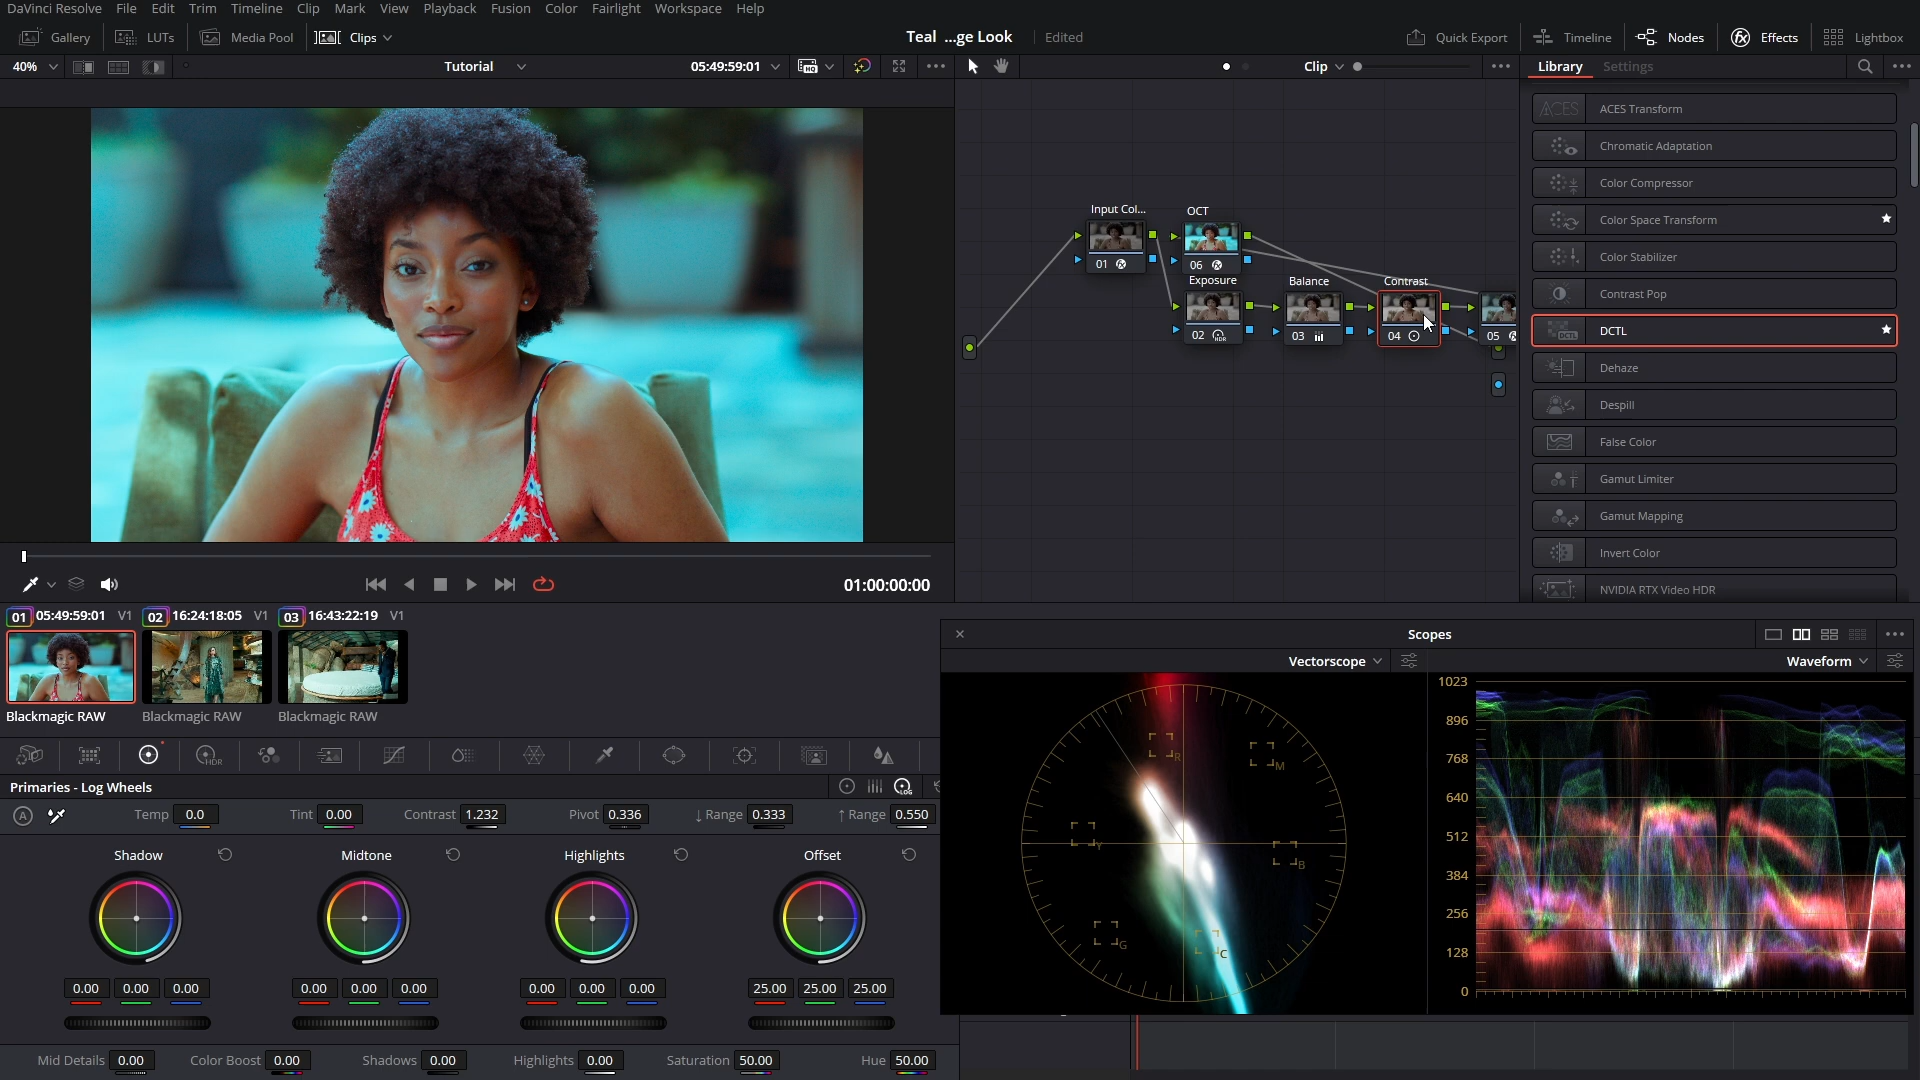 DaVinci Resolve File Edit Trim Timeline Clip Mark View Playback Fusion Color Fairlight Workspace Help
Gallery LUTs Media Pool Clips Teal ...ge Look Edited Quick Export Timeline Nodes Effects Lightbox
40% Tutorial 05:49:59:01 Clip Library Settings
ACES ACES Transform
Chromatic Adaptation
Color Compressor
Color Space Transform
Color Stabilizer
Contrast Pop
DCTL DCTL
Dehaze
Despill
False Color
Gamut Limiter
Gamut Mapping
Invert Color
NVIDIA RTX Video HDR
Input Col... OCT
01 06
Exposure Balance Contrast
02 HDR 03 04 05
01:00:00:00
01 05:49:59:01 V1 02 16:24:18:05 V1 03 16:43:22:19 V1
Blackmagic RAW Blackmagic RAW Blackmagic RAW
HDR
Primaries - Log Wheels LOG
A Temp 0.0 Tint 0.00 Contrast 1.232 Pivot 0.336 ↓ Range 0.333 ↑ Range 0.550
Shadow Midtone Highlights Offset
0.00 0.00 0.00 0.00 0.00 0.00 0.00 0.00 0.00 25.00 25.00 25.00
Mid Details 0.00 Color Boost 0.00 Shadows 0.00 Highlights 0.00 Saturation 50.00 Hue 50.00
Scopes
Vectorscope Waveform
R
M
Y
B
G
C
1023
896
768
640
512
384
256
128
0